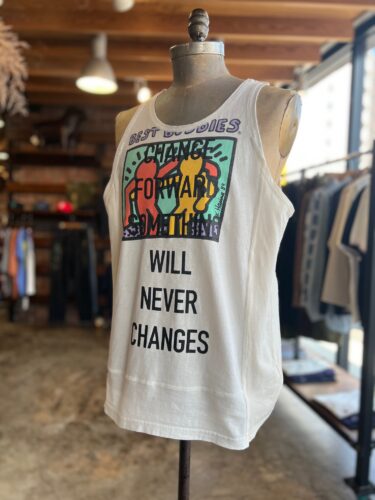 BEST BUDDIES
CHANGE
FORWARD
SOMETHING
WILL
NEVER
CHANGES